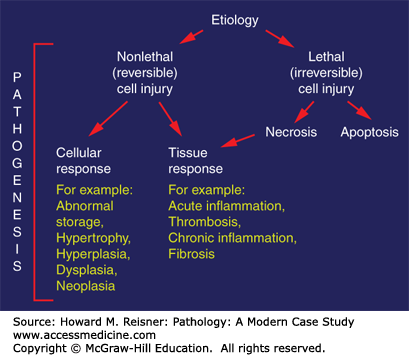 Etiology
Nonlethal
(reversible)
cell injury
Lethal
(irreversible)
cell injury
PATHOGENESIS
Necrosis
Apoptosis
Cellular
response
For example:
Abnormal
storage,
Hypertrophy,
Hyperplasia,
Dysplasia,
Neoplasia
Tissue
response
For example:
Acute inflammation,
Thrombosis,
Chronic inflammation,
Fibrosis
Source: Howard M. Reisner: Pathology: A Modern Case Study
www.accessmedicine.com
Copyright © McGraw-Hill Education. All rights reserved.